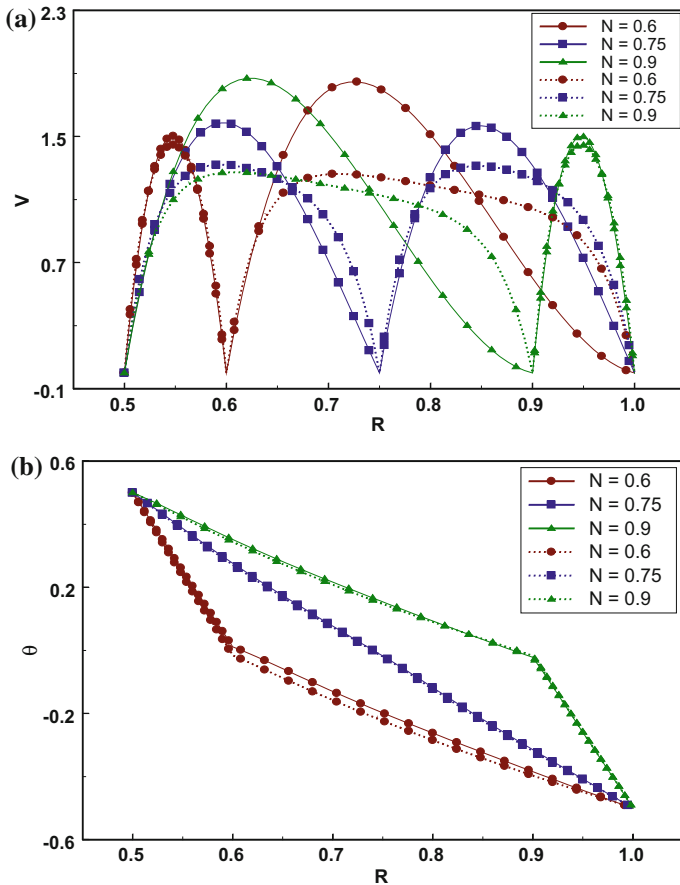 (a)
2.3
1.5
0.7
-0.1
V
N = 0.6
N = 0.75
N = 0.9
N = 0.6
N = 0.75
N = 0.9
0.5 0.6 0.7 0.8 0.9 1.0
R
(b)
0.6
0.2
-0.2
-0.6
θ
N = 0.6
N = 0.75
N = 0.9
N = 0.6
N = 0.75
N = 0.9
0.5 0.6 0.7 0.8 0.9 1.0
R